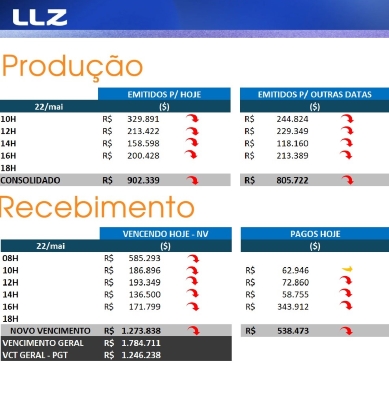 LLZ
Produção
EMITIDOS P/ HOJE EMITIDOS P/ OUTRAS DATAS
22/mai ($) ($)
10H R$ 329.891 R$ 244.824
12H R$ 213.422 R$ 229.349
14H R$ 158.598 R$ 118.160
16H R$ 200.428 R$ 213.389
18H
CONSOLIDADO R$ 902.339 R$ 805.722
Recebimento
VENCENDO HOJE - NV PAGOS HOJE
22/mai ($) ($)
08H R$ 585.293
10H R$ 186.896 R$ 62.946
12H R$ 193.349 R$ 72.860
14H R$ 136.500 R$ 58.755
16H R$ 171.799 R$ 343.912
18H
NOVO VENCIMENTO R$ 1.273.838 R$ 538.473
VENCIMENTO GERAL R$ 1.784.711
VCT GERAL - PGT R$ 1.246.238